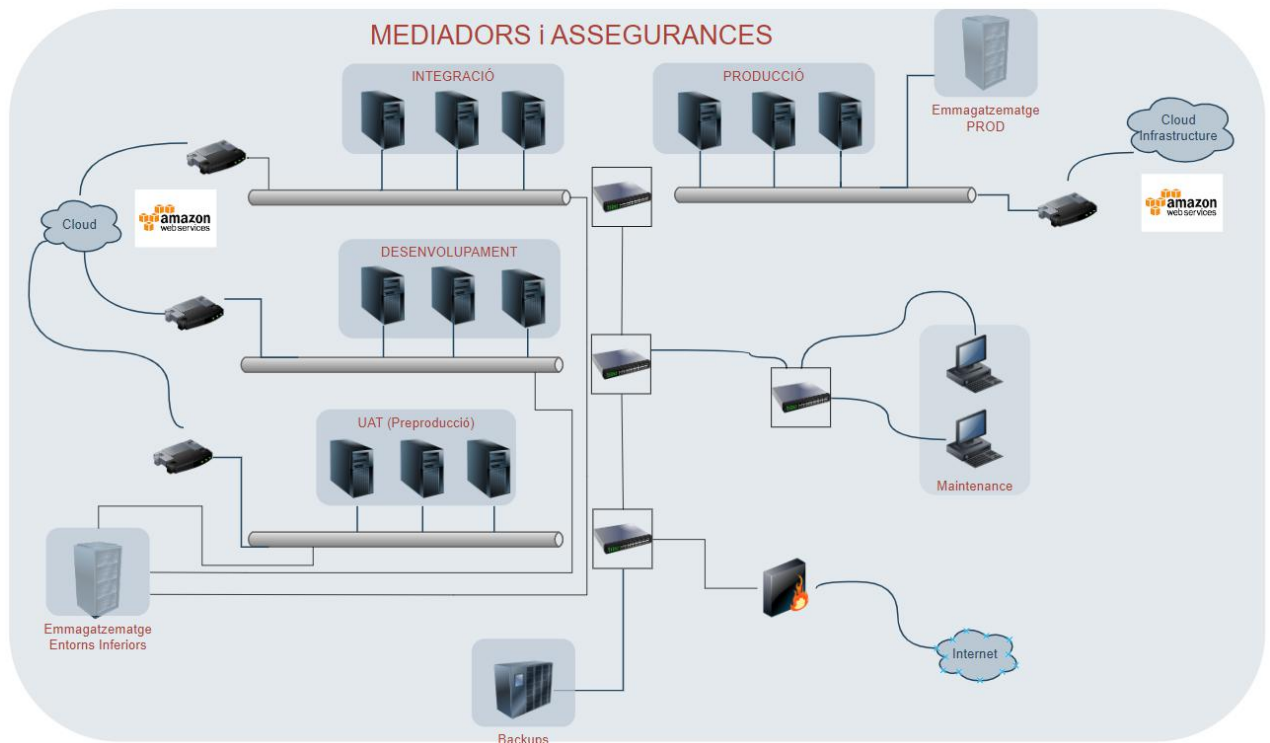 MEDIADORS i ASSEGURANCES
INTEGRACIÓ
PRODUCCIÓ
Emmagatzematge
PROD
Cloud
Infrastructure
amazon
web services
Cloud
amazon
web services
DESENVOLUPAMENT
UAT (Preproducció)
Maintenance
Emmagatzematge
Entorns Inferiors
Internet
Backups